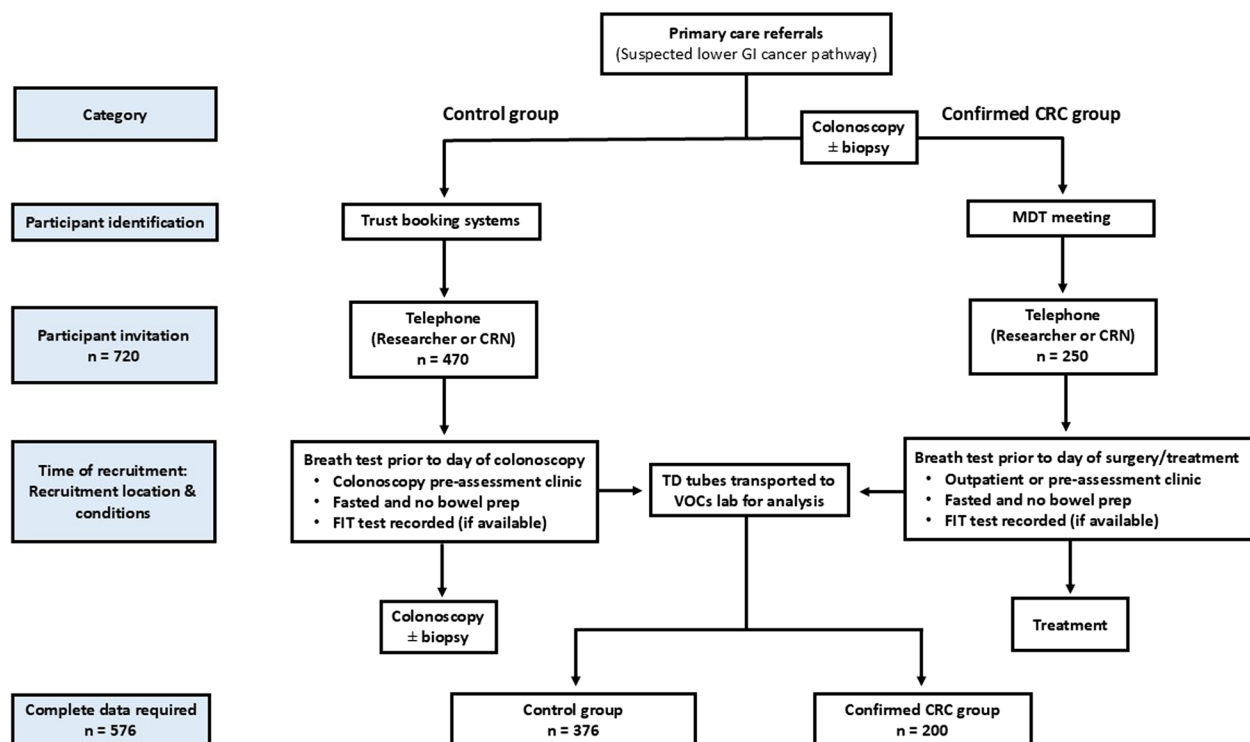 Primary care referrals
(Suspected lower GI cancer pathway)
Category
Control group
Colonoscopy
± biopsy
Confirmed CRC group
Participant identification
Trust booking systems
MDT meeting
Participant invitation
n = 720
Telephone
(Researcher or CRN)
n = 470
Telephone
(Researcher or CRN)
n = 250
Time of recruitment:
Recruitment location &
conditions
Breath test prior to day of colonoscopy
• Colonoscopy pre-assessment clinic
• Fasted and no bowel prep
• FIT test recorded (if available)
TD tubes transported to
VOCs lab for analysis
Breath test prior to day of surgery/treatment
• Outpatient or pre-assessment clinic
• Fasted and no bowel prep
• FIT test recorded (if available)
Colonoscopy
± biopsy
Treatment
Complete data required
n = 576
Control group
n = 376
Confirmed CRC group
n = 200